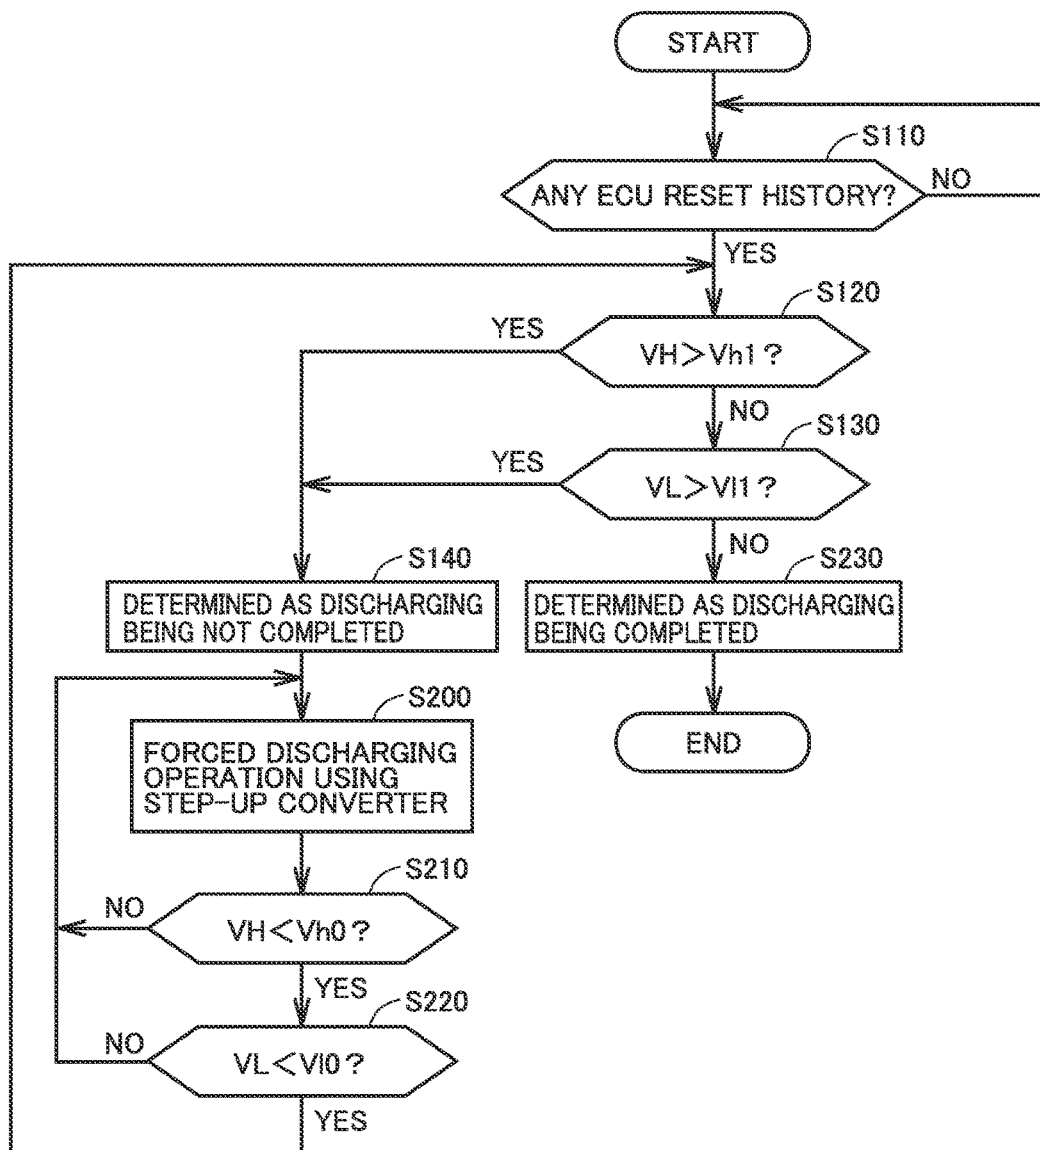 START
S110
ANY ECU RESET HISTORY?
NO
YES
S120
YES
VH>Vh1?
NO
S130
YES
VL>Vl1?
NO
S140
S230
DETERMINED AS DISCHARGING
BEING NOT COMPLETED
DETERMINED AS DISCHARGING
BEING COMPLETED
S200
FORCED DISCHARGING
OPERATION USING
STEP-UP CONVERTER
END
S210
NO
VH<Vh0?
YES
S220
NO
VL<Vl0?
YES